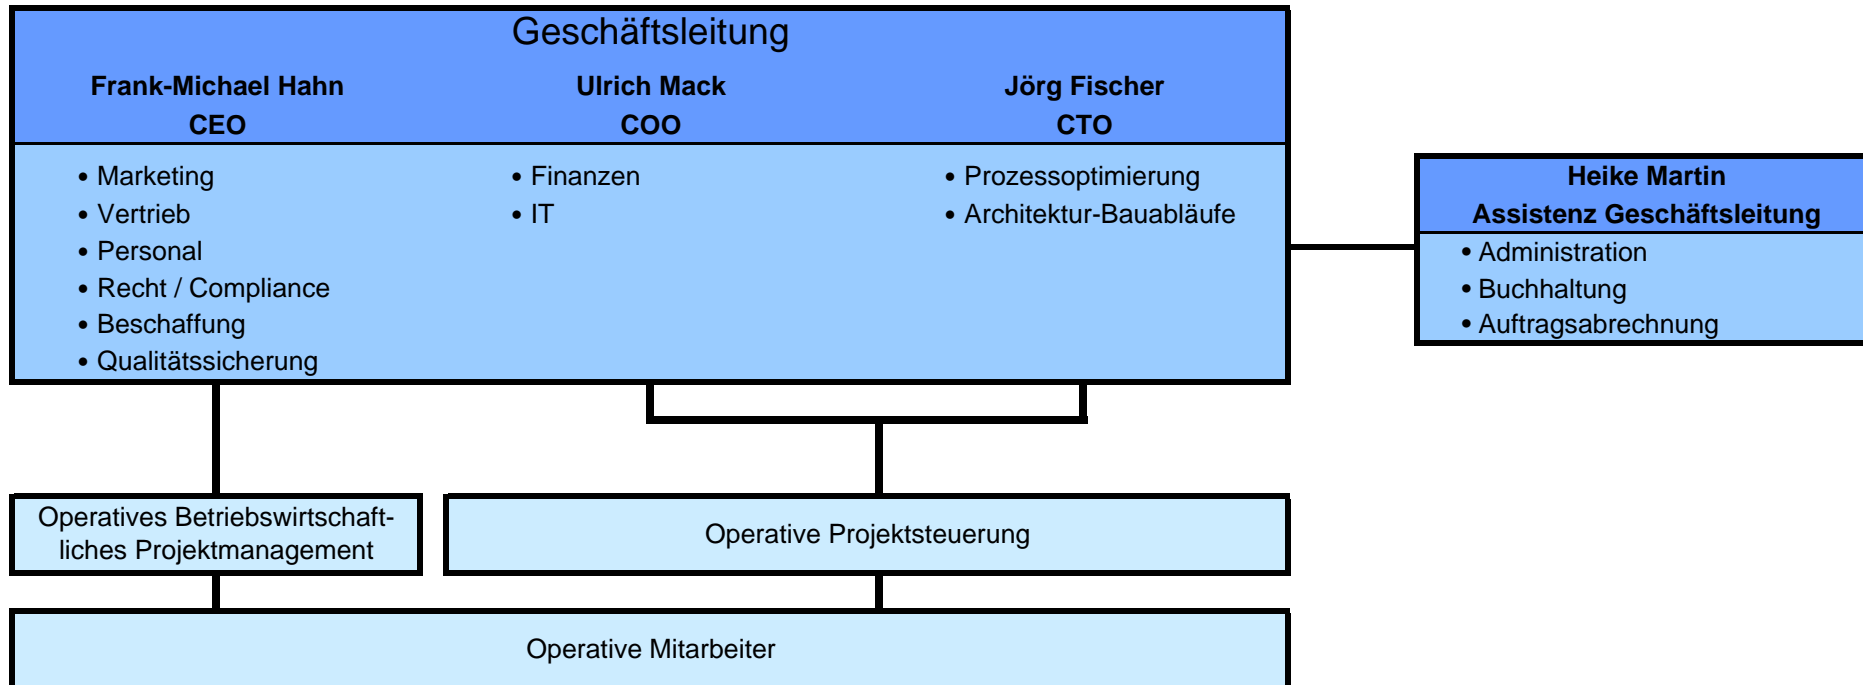 Geschäftsleitung
Frank-Michael Hahn
CEO
• Marketing
• Vertrieb
• Personal
• Recht / Compliance
• Beschaffung
• Qualitätssicherung
Ulrich Mack
COO
• Finanzen
• IT
Jörg Fischer
CTO
• Prozessoptimierung
• Architektur-Bauabläufe
Heike Martin
Assistenz Geschäftsleitung
• Administration
• Buchhaltung
• Auftragsabrechnung
Operatives Betriebswirtschaft-
liches Projektmanagement
Operative Projektsteuerung
Operative Mitarbeiter